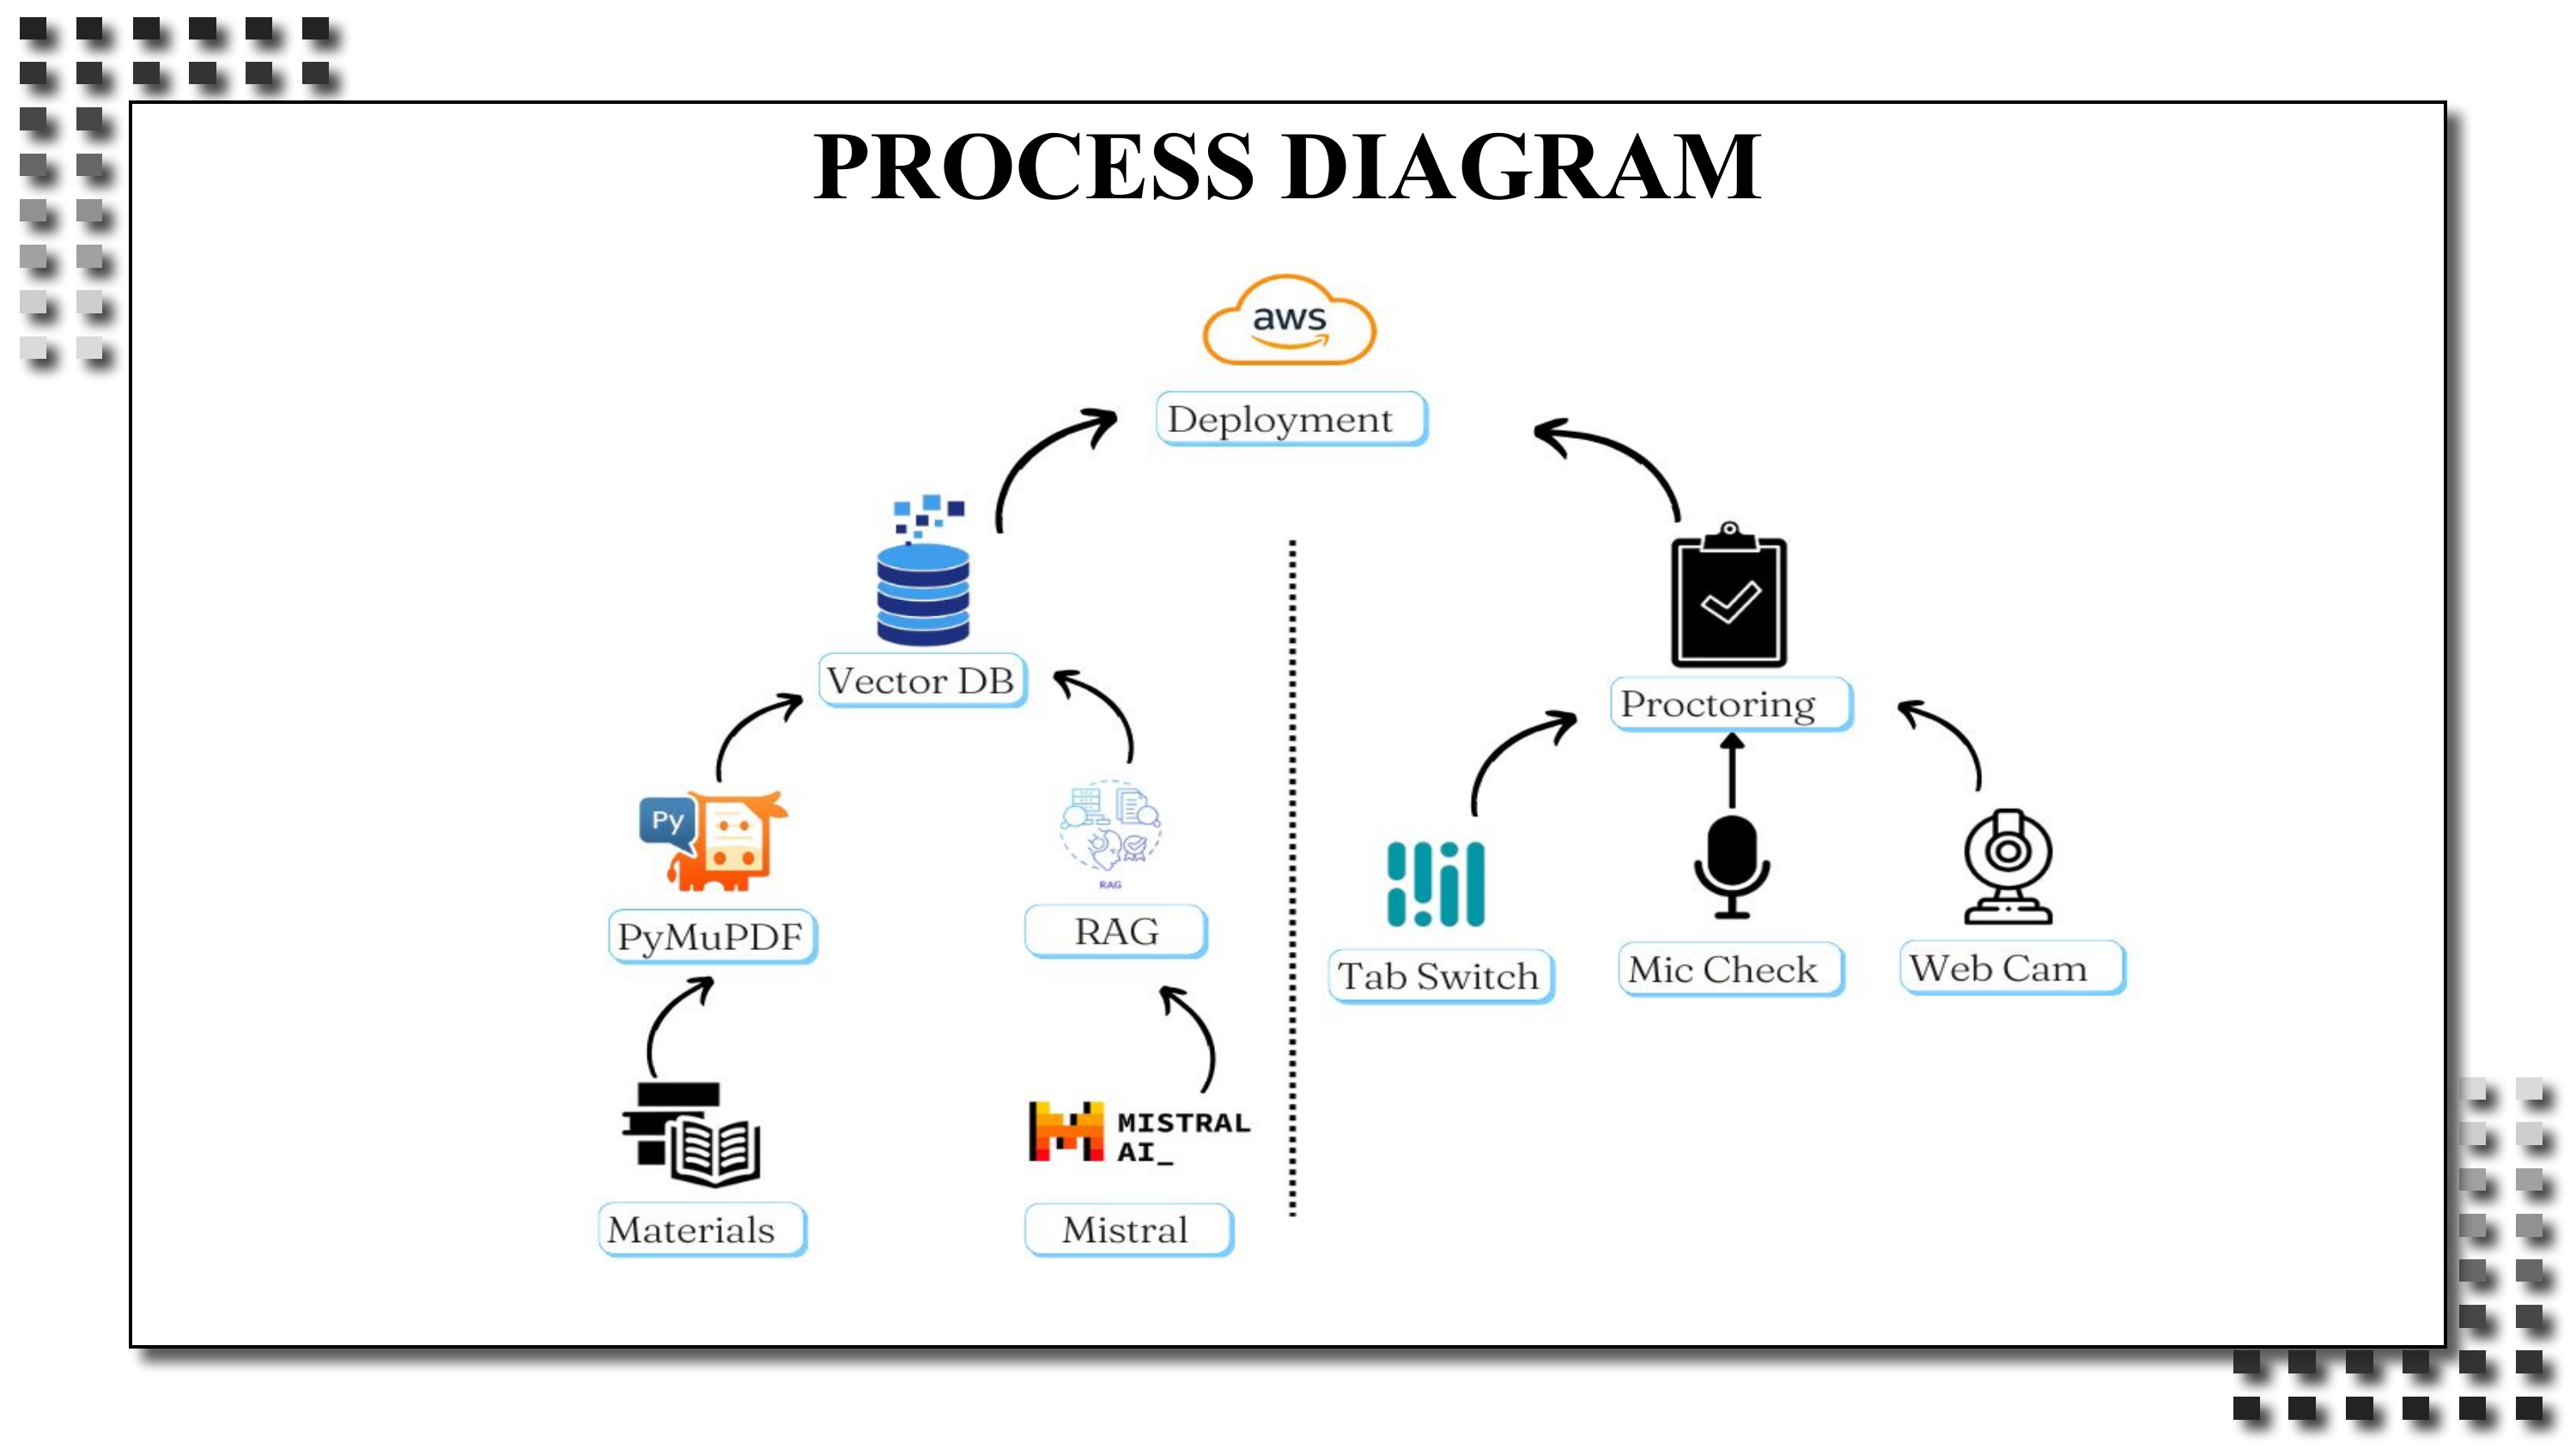 PROCESS DIAGRAM
aws
Deployment
Vector DB
Proctoring
Py
RAG
PyMuPDF
RAG
Tab Switch
Mic Check
Web Cam
MISTRAL
AI_
Materials
Mistral